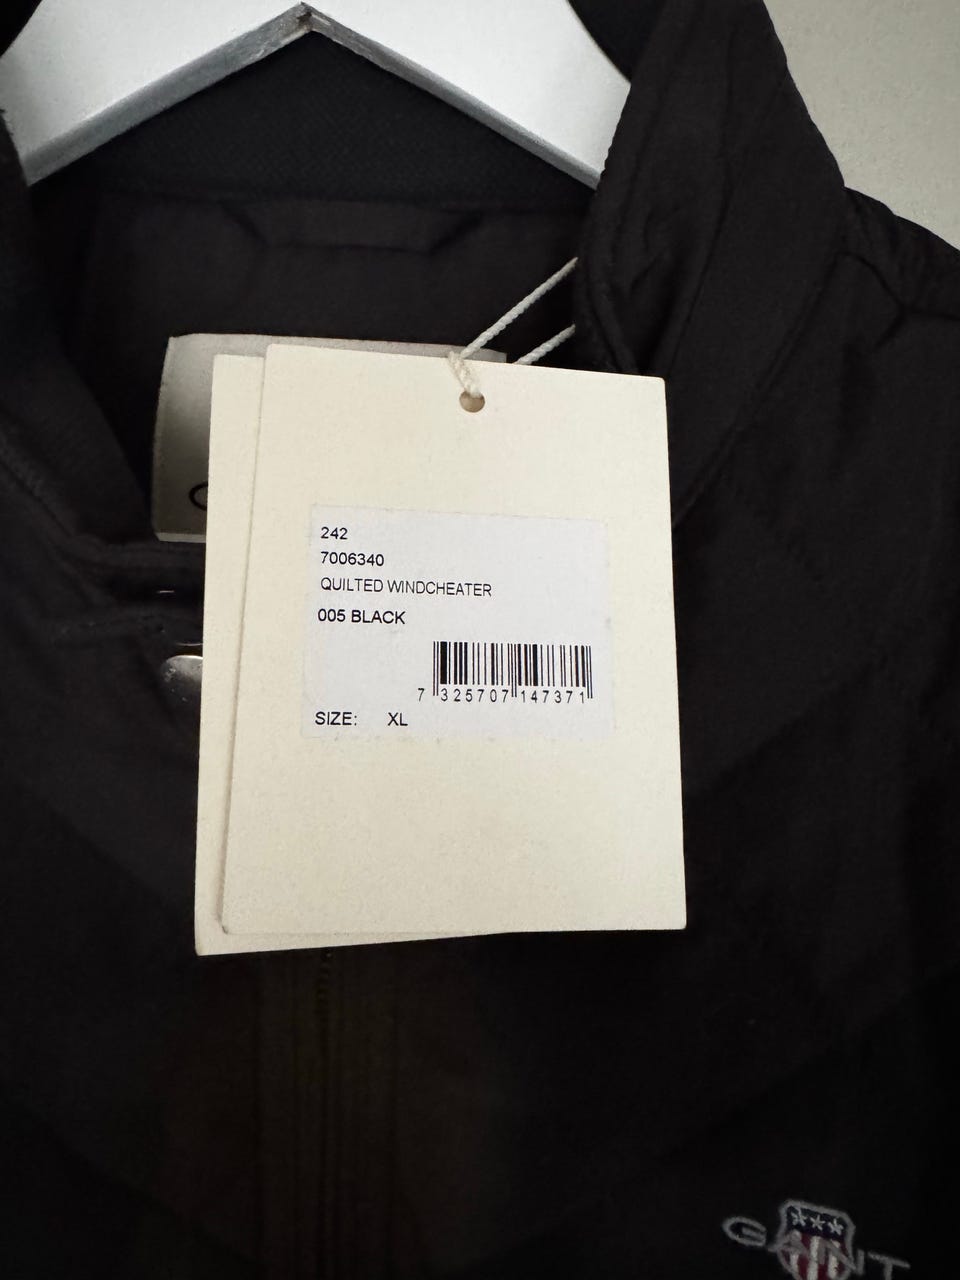 242
7006340
QUILTED WINDCHEATER
005 BLACK
7 325707 147371
SIZE: XL
GANT